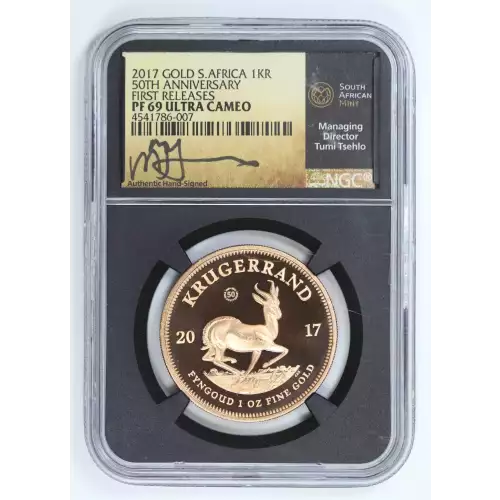 2017 GOLD S.AFRICA 1KR
50TH ANNIVERSARY
FIRST RELEASES
PF 69 ULTRA CAMEO
4541786-007
Authentic Hand-Signed
SOUTH
AFRICAN
MINT
Managing
Director
Tumi Tsehlo
NGC
KRUGERRAND
50
20 17
FYNGOUD 1 OZ FINE GOLD